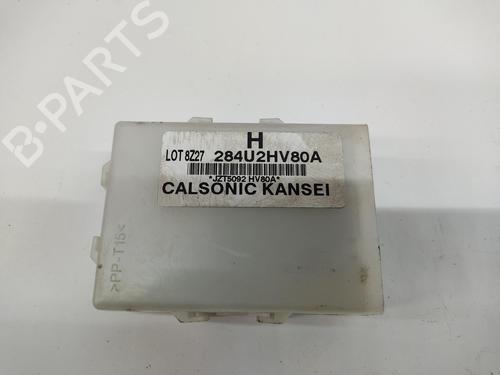 H
LOT 8Z27 284U2HV80A
*JZT5092 HV80A*
CALSONIC KANSEI
>PP-T15<
B-PARTS